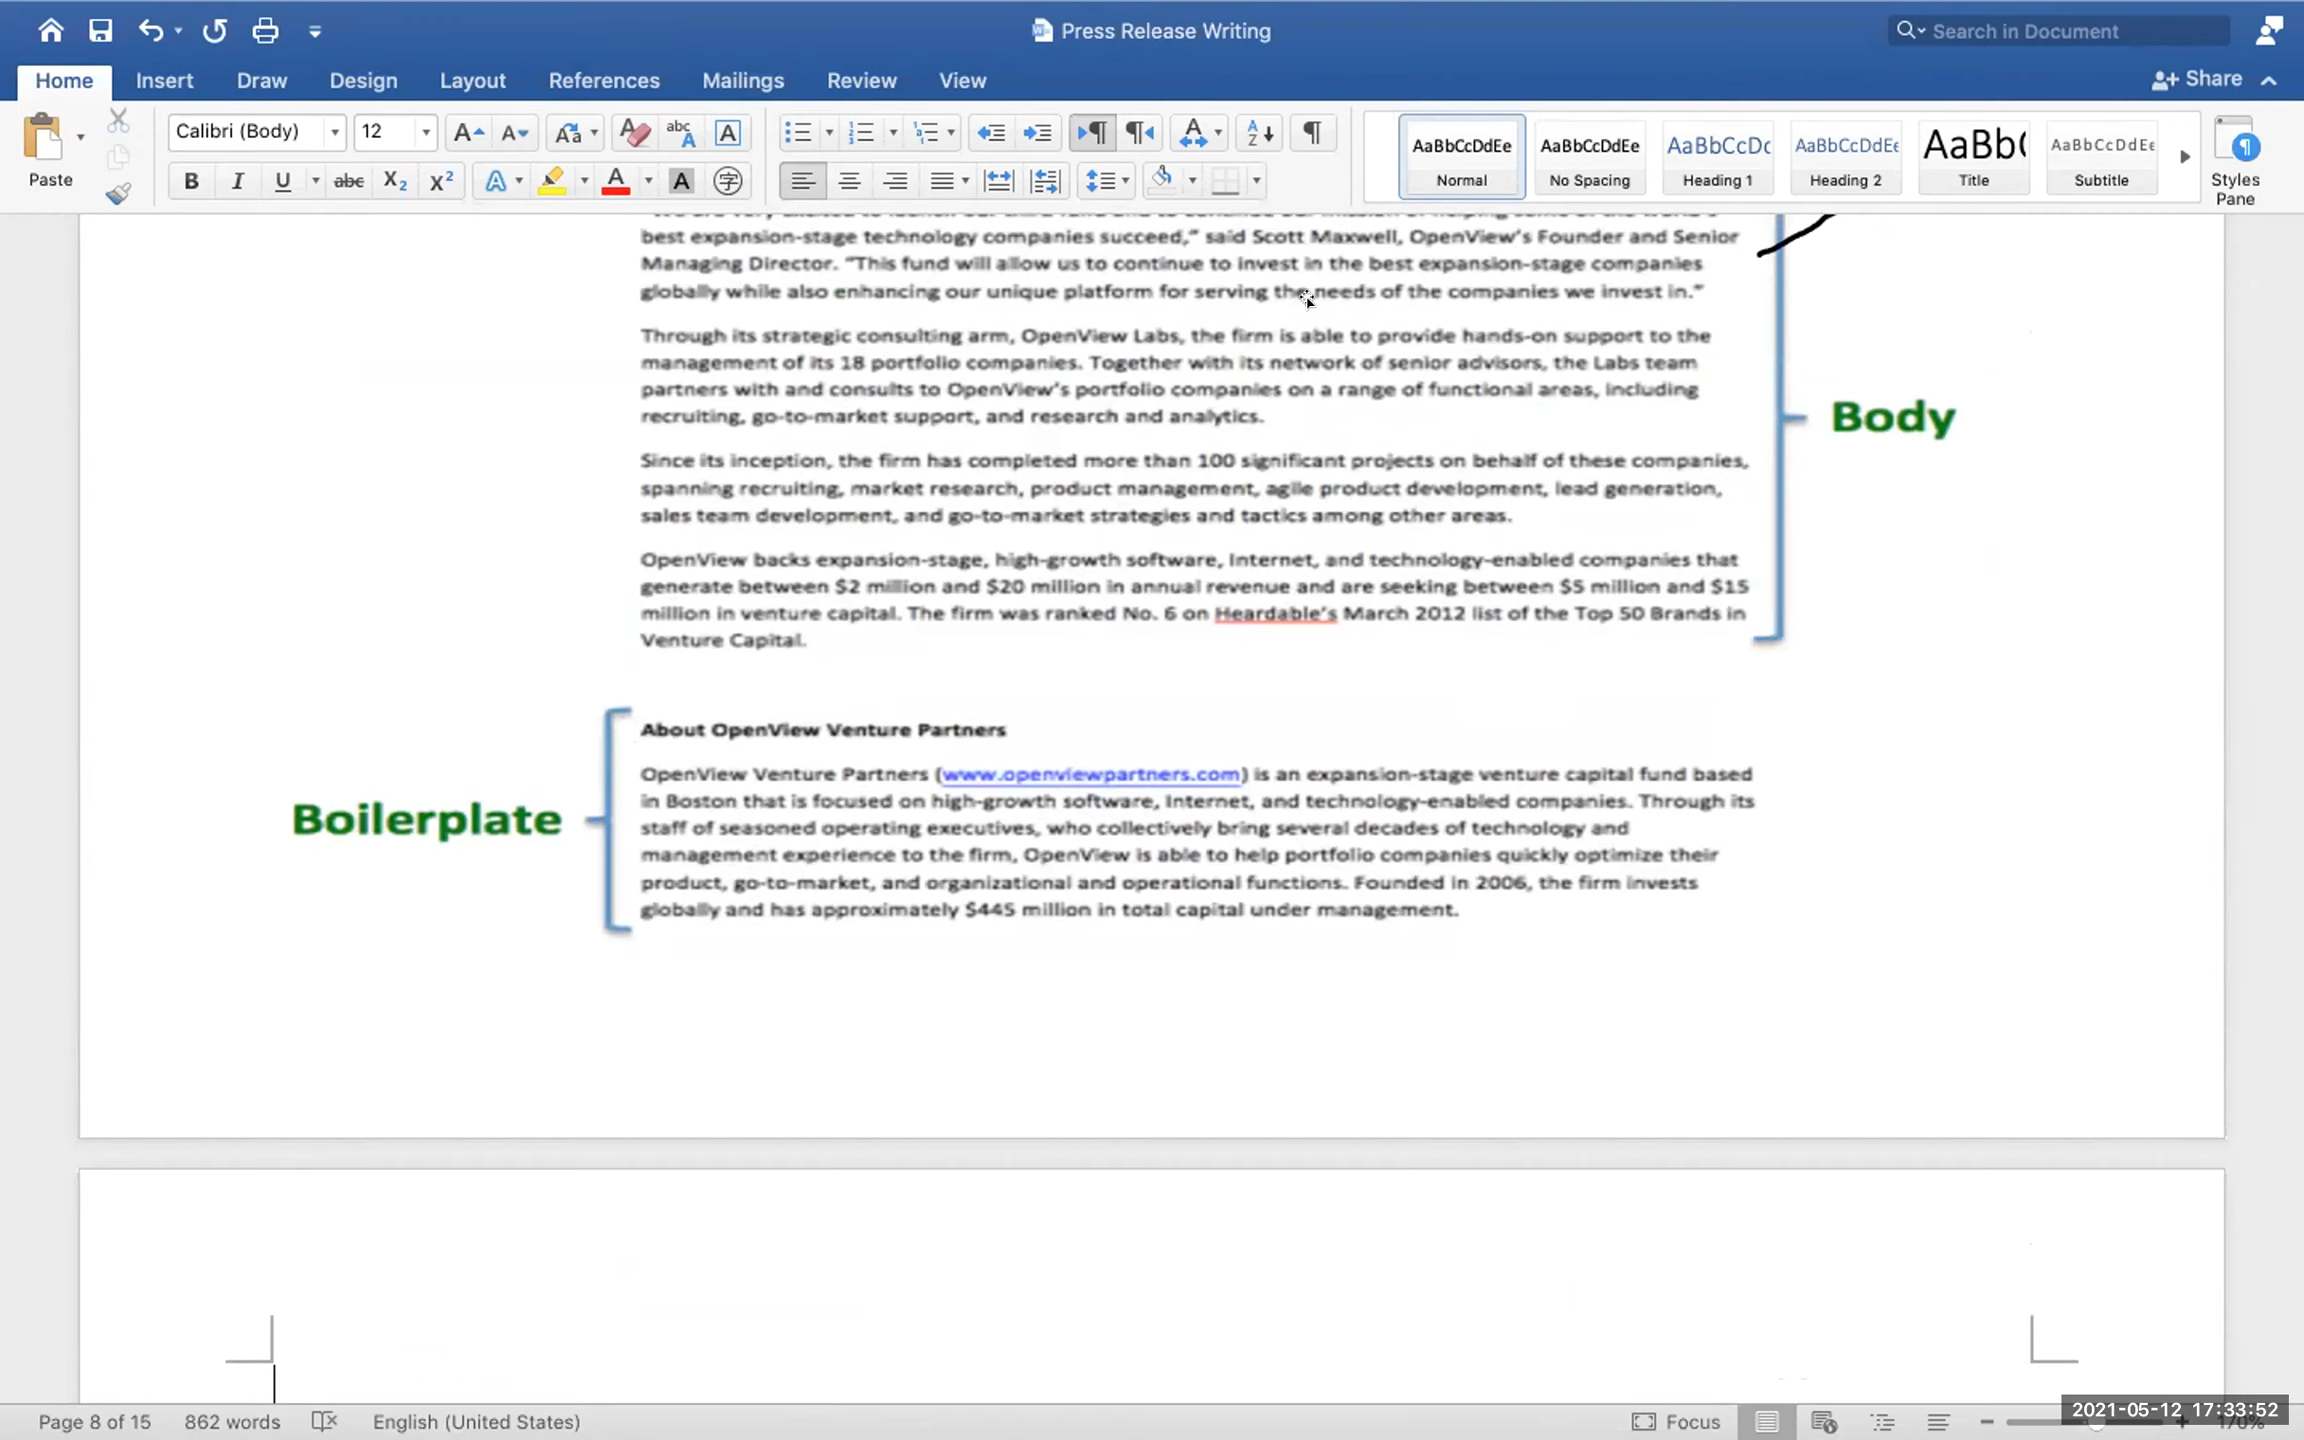 Press Release Writing
Search in Document
Home Insert Draw Design Layout References Mailings Review View
Share
Paste
Calibri (Body) 12
AaBbCcDdEe AaBbCcDdEe AaBbCcDc AaBbCcDdEe AaBb( AaBbCcDdEe
Normal No Spacing Heading 1 Heading 2 Title Subtitle
Styles
Pane
best expansion-stage technology companies succeed,” said Scott Maxwell, OpenView’s Founder and Senior
Managing Director. “This fund will allow us to continue to invest in the best expansion-stage companies
globally while also enhancing our unique platform for serving the needs of the companies we invest in.”
Through its strategic consulting arm, OpenView Labs, the firm is able to provide hands-on support to the
management of its 18 portfolio companies. Together with its network of senior advisors, the Labs team
partners with and consults to OpenView’s portfolio companies on a range of functional areas, including
recruiting, go-to-market support, and research and analytics.
Body
Since its inception, the firm has completed more than 100 significant projects on behalf of these companies,
spanning recruiting, market research, product management, agile product development, lead generation,
sales team development, and go-to-market strategies and tactics among other areas.
OpenView backs expansion-stage, high-growth software, Internet, and technology-enabled companies that
generate between $2 million and $20 million in annual revenue and are seeking between $5 million and $15
million in venture capital. The firm was ranked No. 6 on Heardable’s March 2012 list of the Top 50 Brands in
Venture Capital.
About OpenView Venture Partners
Boilerplate
OpenView Venture Partners (www.openviewpartners.com) is an expansion-stage venture capital fund based
in Boston that is focused on high-growth software, Internet, and technology-enabled companies. Through its
staff of seasoned operating executives, who collectively bring several decades of technology and
management experience to the firm, OpenView is able to help portfolio companies quickly optimize their
product, go-to-market, and organizational and operational functions. Founded in 2006, the firm invests
globally and has approximately $445 million in total capital under management.
Page 8 of 15 862 words English (United States) Focus 170%
2021-05-12 17:33:52